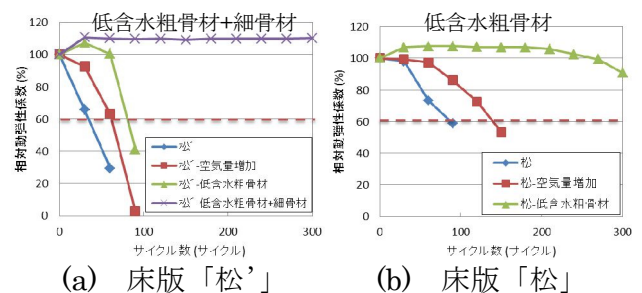 低含水粗骨材+細骨材
120
100
80
60
40
20
0
相対動弾性係数 (%)
松’
松’-空気量増加
松’-低含水粗骨材
松’ 低含水粗骨材+細骨材
0
100
200
300
サイクル数 (サイクル)
(a) 床版「松’」
低含水粗骨材
120
100
80
60
40
20
0
相対動弾性係数 (%)
松
松-空気量増加
松-低含水粗骨材
0
100
200
300
サイクル数 (サイクル)
(b) 床版「松」